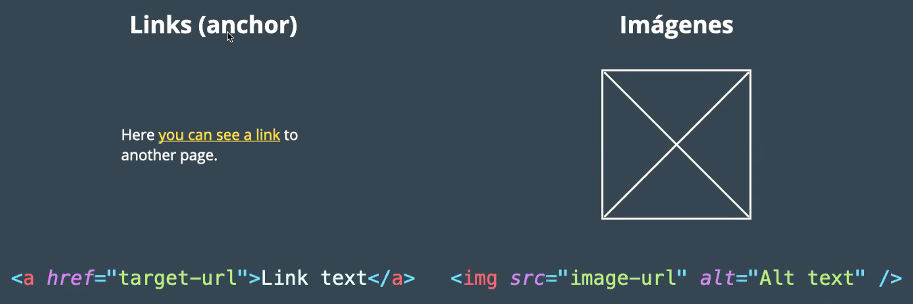 Links (anchor)
Here you can see a link to
another page.
<a href="target-url">Link text</a>
Imágenes
<img src="image-url" alt="Alt text" />